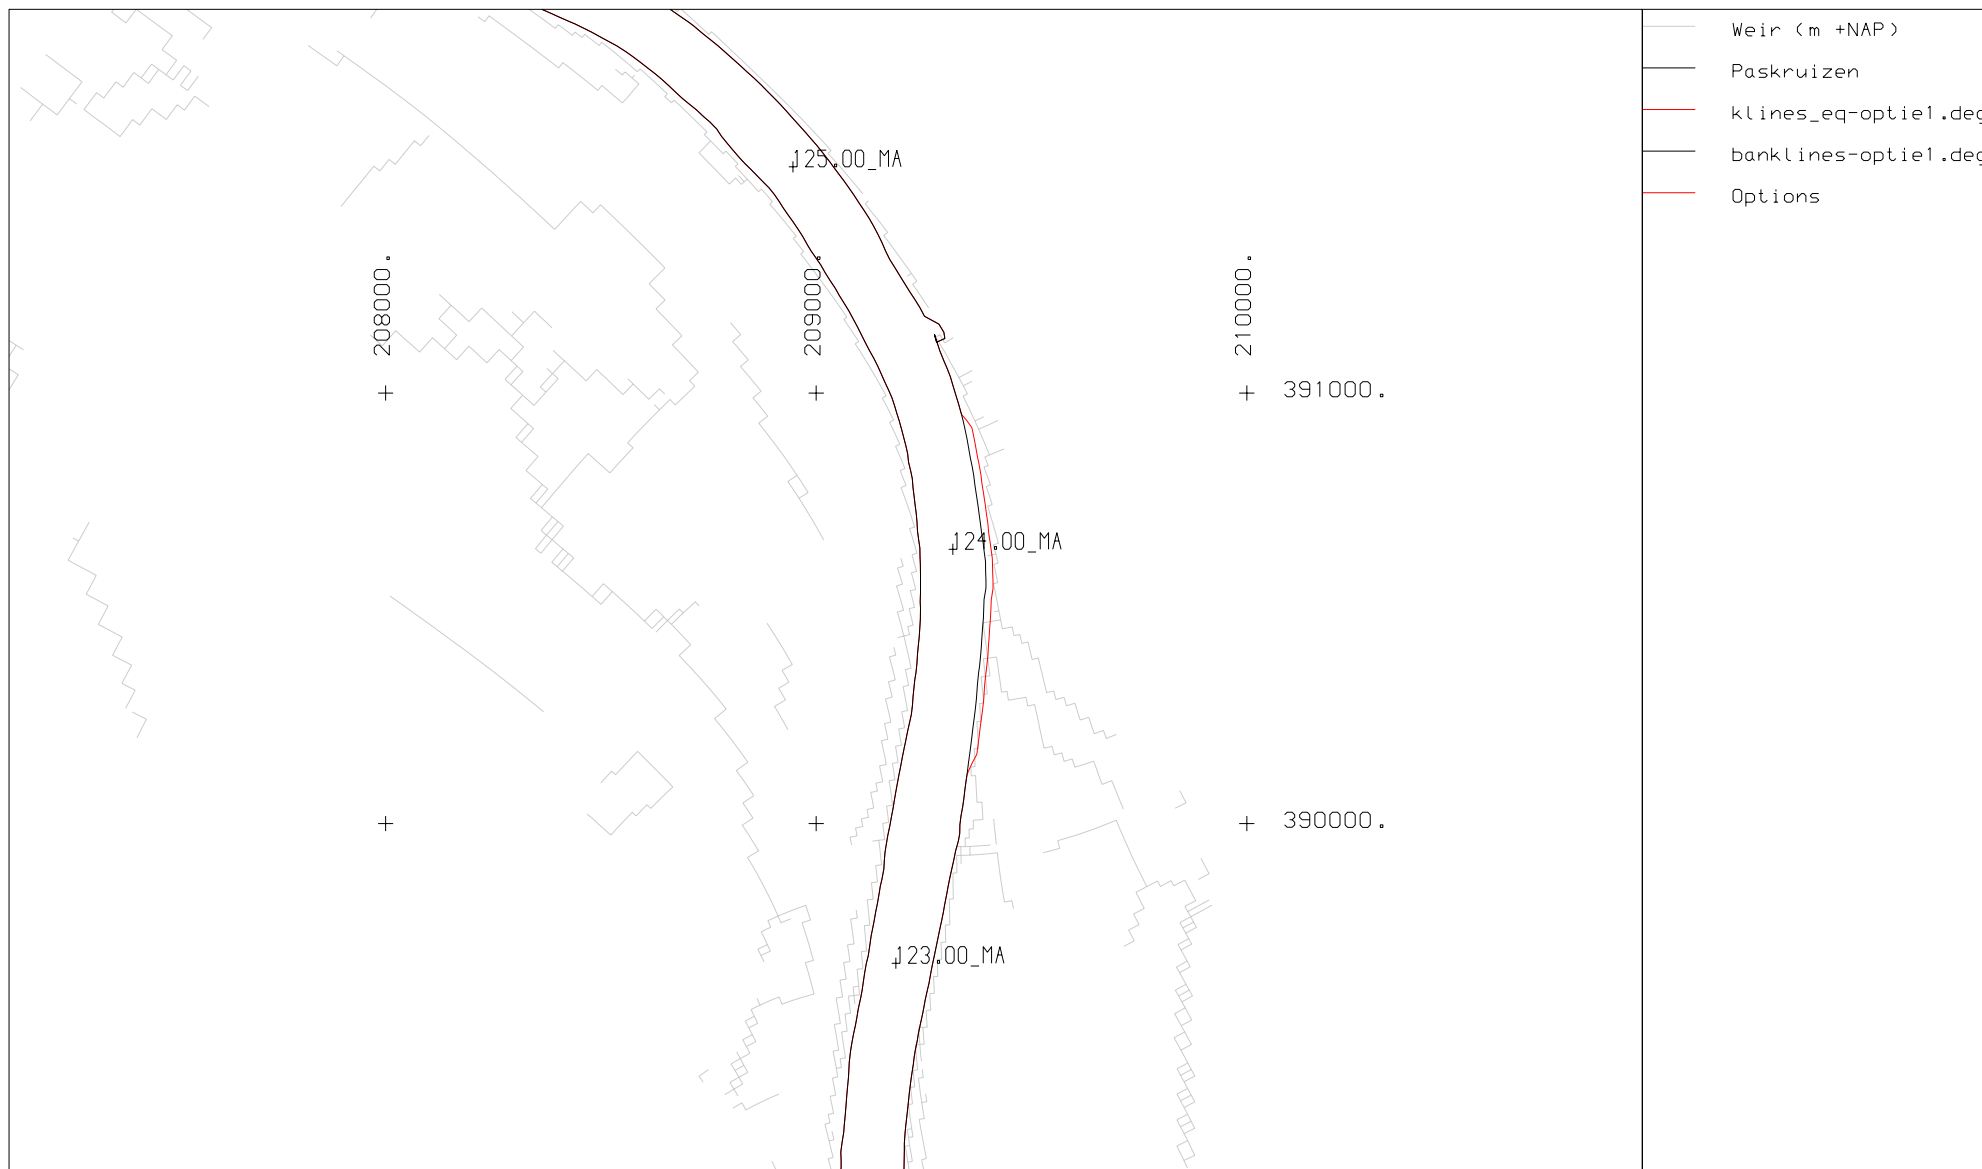 Weir (m +NAP)
Paskruizen
klines_eq-optie1.deg
banklines-optie1.deg
Options
125.00_MA
208000.
209000.
210000.
391000.
124.00_MA
390000.
123.00_MA